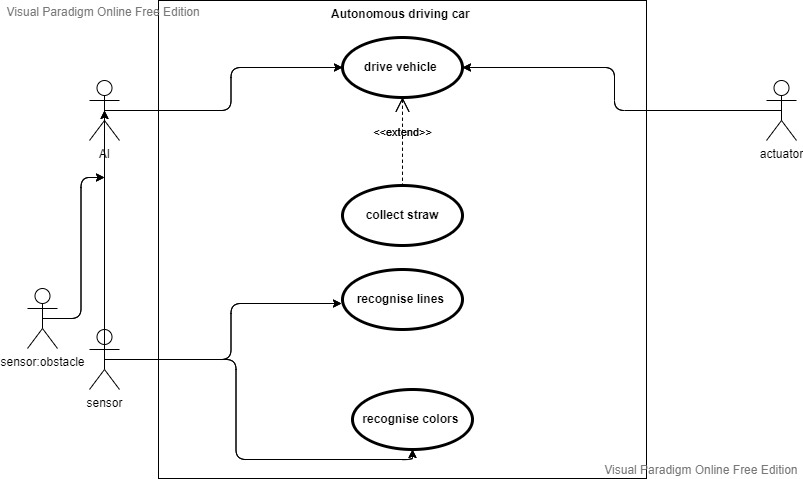 Visual Paradigm Online Free Edition
Autonomous driving car
drive vehicle
<<extend>>
AI
actuator
collect straw
recognise lines
sensor:obstacle
sensor
recognise colors
Visual Paradigm Online Free Edition